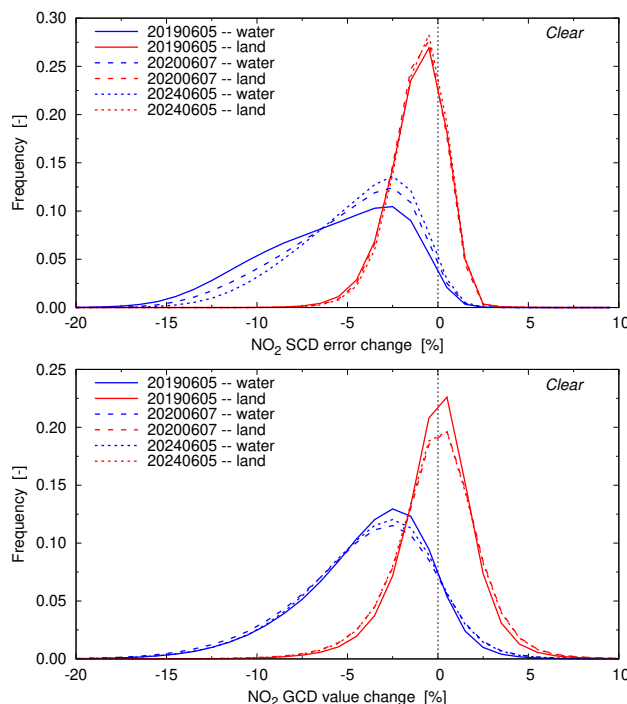 Clear
20190605 -- water
20190605 -- land
20200607 -- water
20200607 -- land
20240605 -- water
20240605 -- land
Frequency [-]
0.30
0.25
0.20
0.15
0.10
0.05
0.00
-20 -15 -10 -5 0 5 10
NO2 SCD error change [%]
Clear
20190605 -- water
20190605 -- land
20200607 -- water
20200607 -- land
20240605 -- water
20240605 -- land
Frequency [-]
0.25
0.20
0.15
0.10
0.05
0.00
-20 -15 -10 -5 0 5 10
NO2 GCD value change [%]